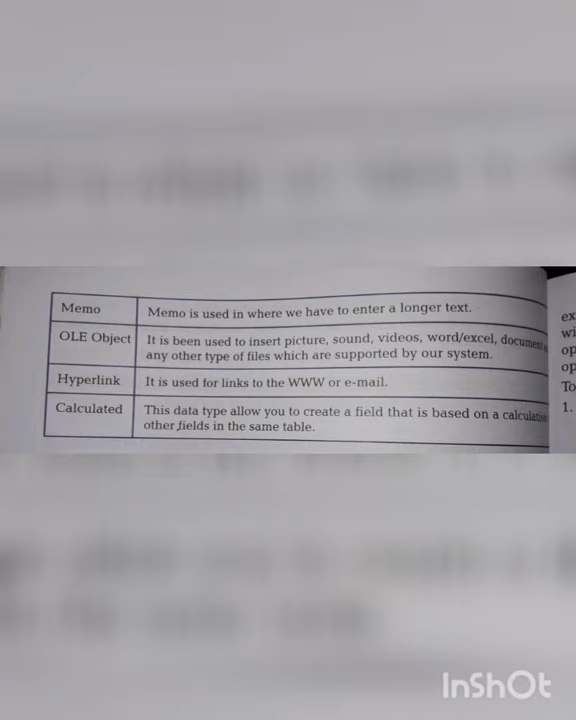 Memo
Memo is used in where we have to enter a longer text.
OLE Object
It is been used to insert picture, sound, videos, word/excel, document
any other type of files which are supported by our system.
Hyperlink
It is used for links to the WWW or e-mail.
Calculated
This data type allow you to create a field that is based on a calculation
other fields in the same table.
ex
wi
op
op
To
1.
InShOt